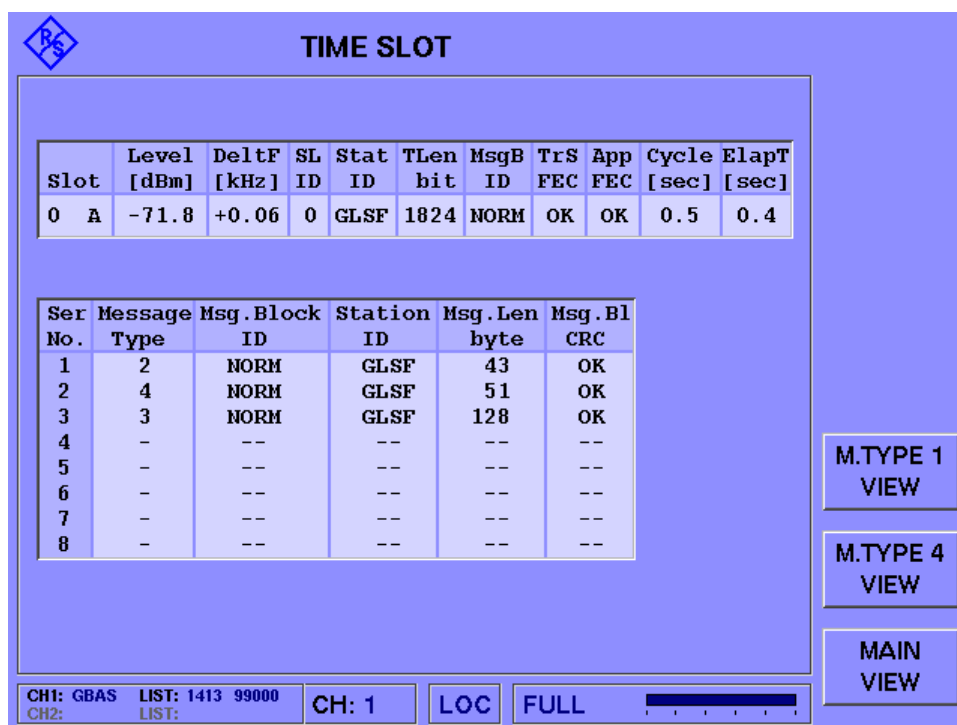 R/S
TIME SLOT
Slot Level [dBm] DeltF [kHz] SL ID Stat ID TLen bit MsgB ID TrS FEC App FEC Cycle [sec] ElapT [sec]
0 A -71.8 +0.06 0 GLSF 1824 NORM OK OK 0.5 0.4
Ser No. Message Type Msg.Block ID Station ID Msg.Len byte Msg.Bl CRC
1 2 NORM GLSF 43 OK
2 4 NORM GLSF 51 OK
3 3 NORM GLSF 128 OK
4 - -- -- -- --
5 - -- -- -- --
6 - -- -- -- --
7 - -- -- -- --
8 - -- -- -- --
M.TYPE 1
VIEW
M.TYPE 4
VIEW
MAIN
VIEW
CH1: GBAS LIST: 1413 99000
CH2: LIST:
CH: 1
LOC
FULL